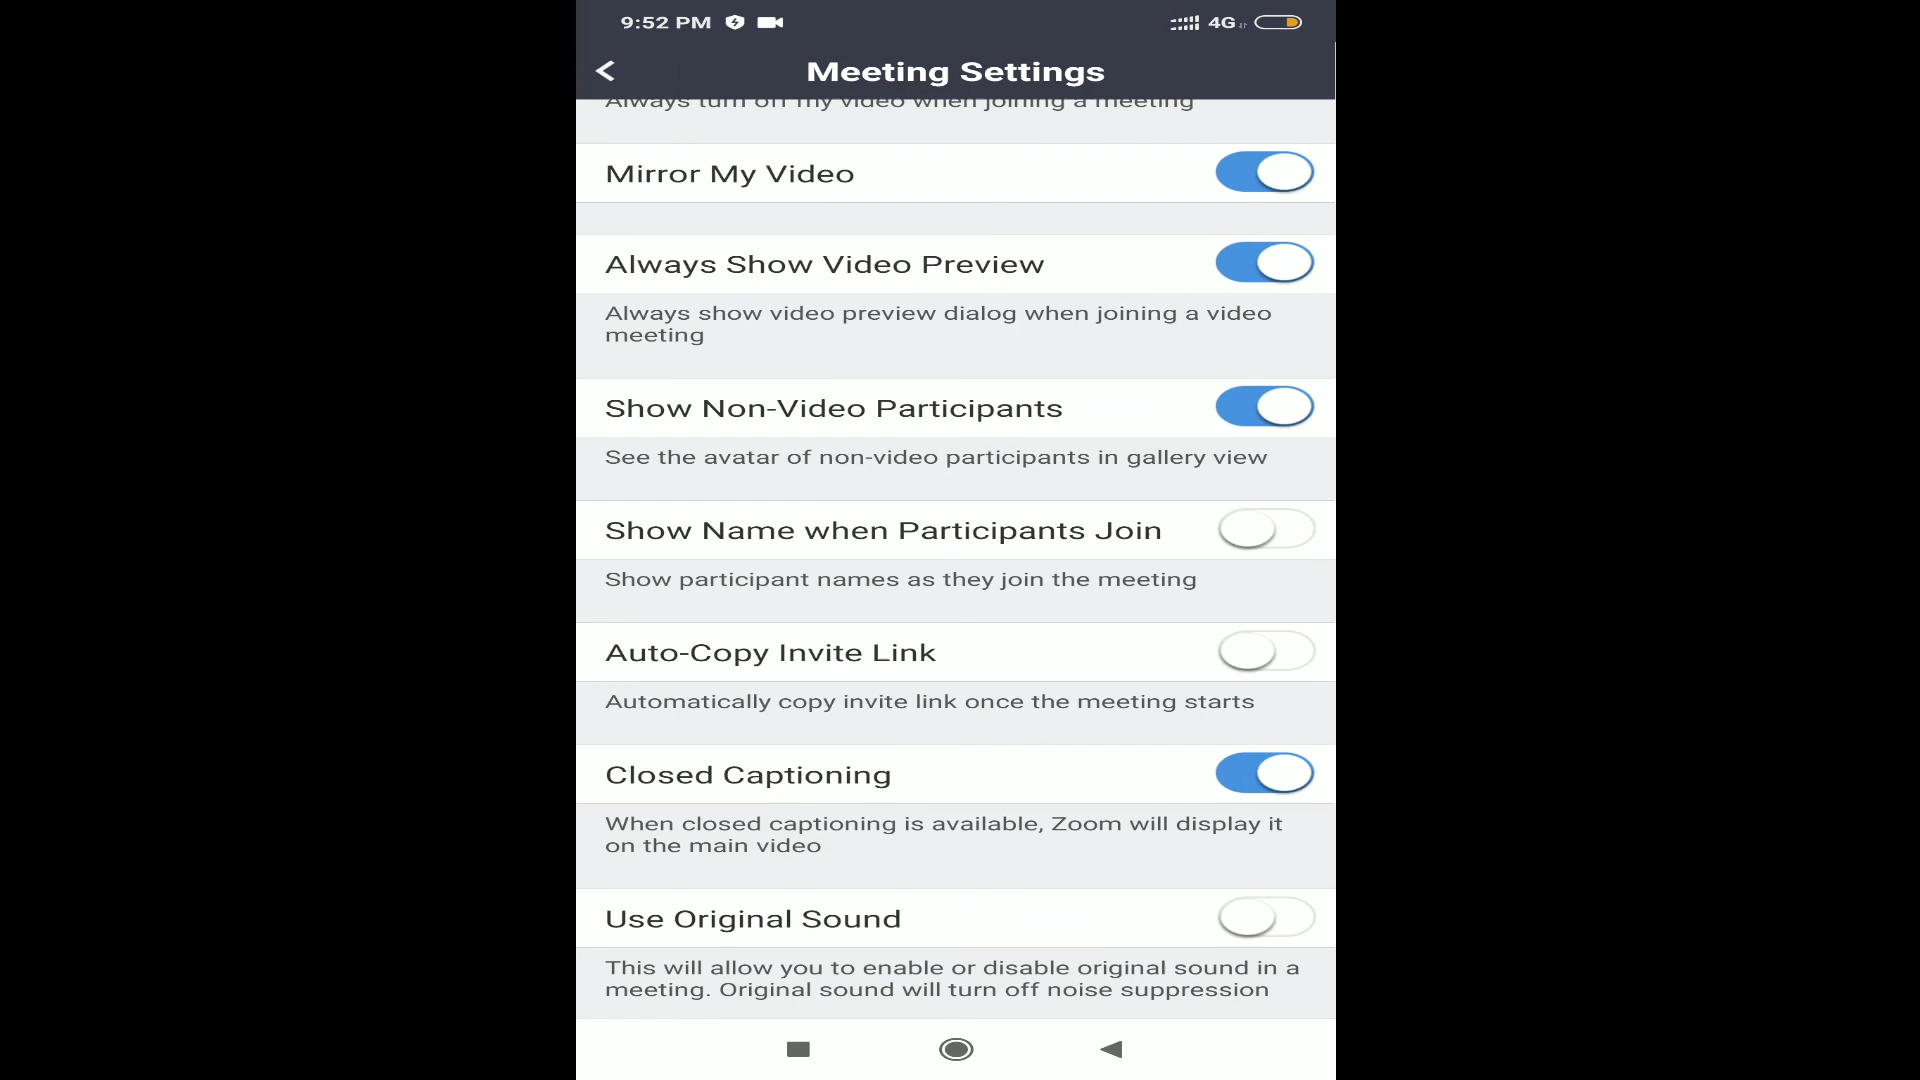 9:52 PM
4G
Meeting Settings
Always turn off my video when joining a meeting
Mirror My Video
Always Show Video Preview
Always show video preview dialog when joining a video
meeting
Show Non-Video Participants
See the avatar of non-video participants in gallery view
Show Name when Participants Join
Show participant names as they join the meeting
Auto-Copy Invite Link
Automatically copy invite link once the meeting starts
Closed Captioning
When closed captioning is available, Zoom will display it
on the main video
Use Original Sound
This will allow you to enable or disable original sound in a
meeting. Original sound will turn off noise suppression